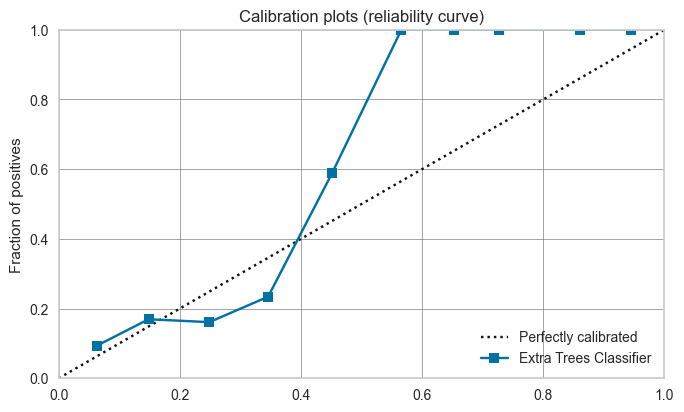 Calibration plots (reliability curve)
Fraction of positives
1.0
0.8
0.6
0.4
0.2
0.0
Perfectly calibrated
Extra Trees Classifier
0.0 0.2 0.4 0.6 0.8 1.0